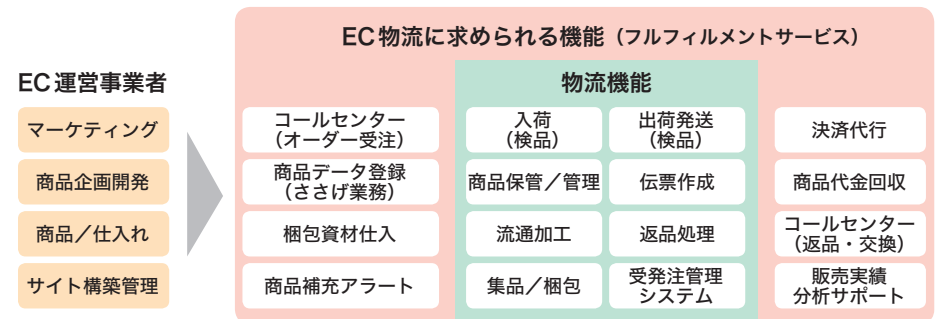 EC物流に求められる機能（フルフィルメントサービス）
EC運営事業者
マーケティング
商品企画開発
商品／仕入れ
サイト構築管理
コールセンター
（オーダー受注）
商品データ登録
（ささげ業務）
梱包資材仕入
商品補充アラート
物流機能
入荷
（検品）
商品保管／管理
流通加工
集品／梱包
出荷発送
（検品）
伝票作成
返品処理
受発注管理
システム
決済代行
商品代金回収
コールセンター
（返品・交換）
販売実績
分析サポート